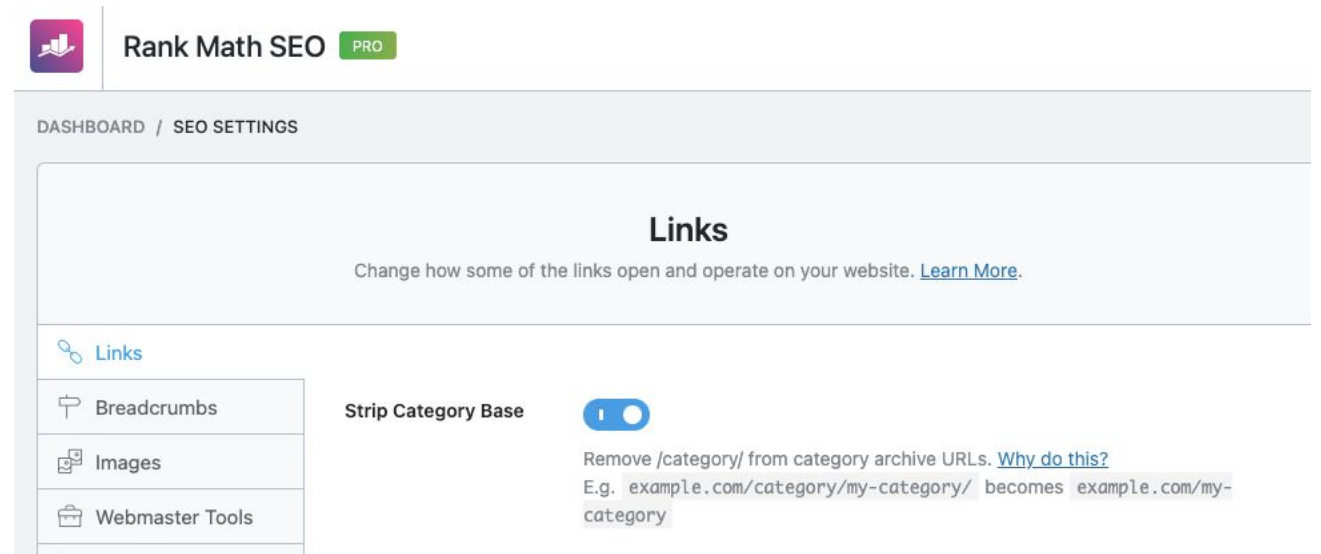 Rank Math SEO PRO
DASHBOARD / SEO SETTINGS
Links
Change how some of the links open and operate on your website. Learn More.
Links
Breadcrumbs
Images
Webmaster Tools
Strip Category Base
Remove /category/ from category archive URLs. Why do this?
E.g. example.com/category/my-category/ becomes example.com/my-
category